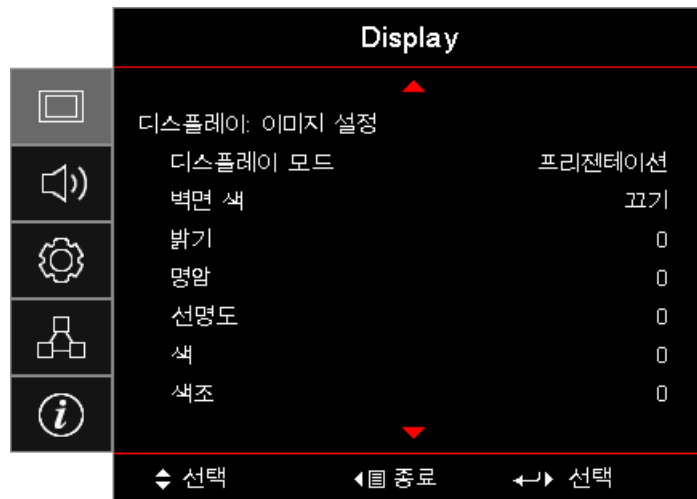 Display
디스플레이: 이미지 설정
디스플레이 모드 프리젠테이션
벽면 색 끄기
밝기 0
명암 0
선명도 0
색 0
색조 0
선택 종료 선택